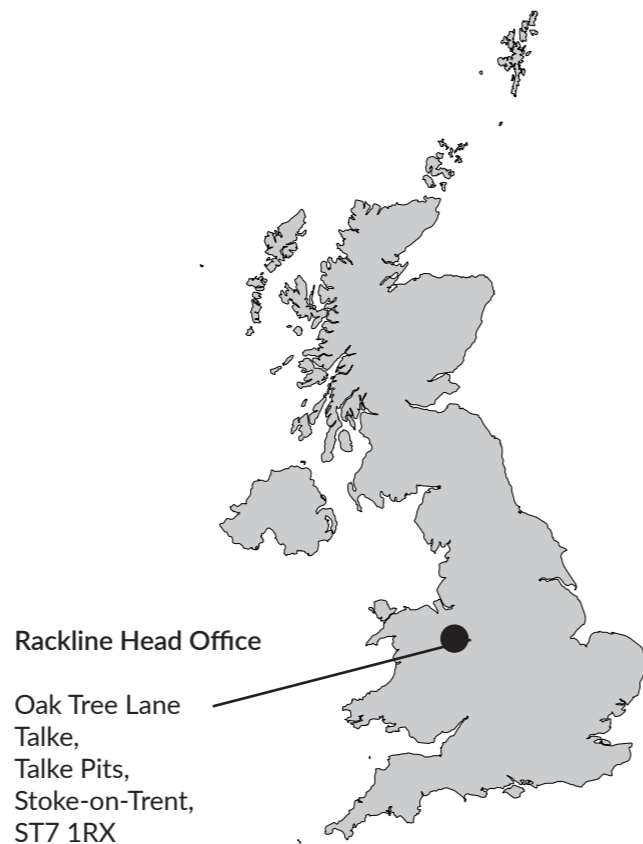 Rackline Head Office
Oak Tree Lane
Talke,
Talke Pits,
Stoke-on-Trent,
ST7 1RX